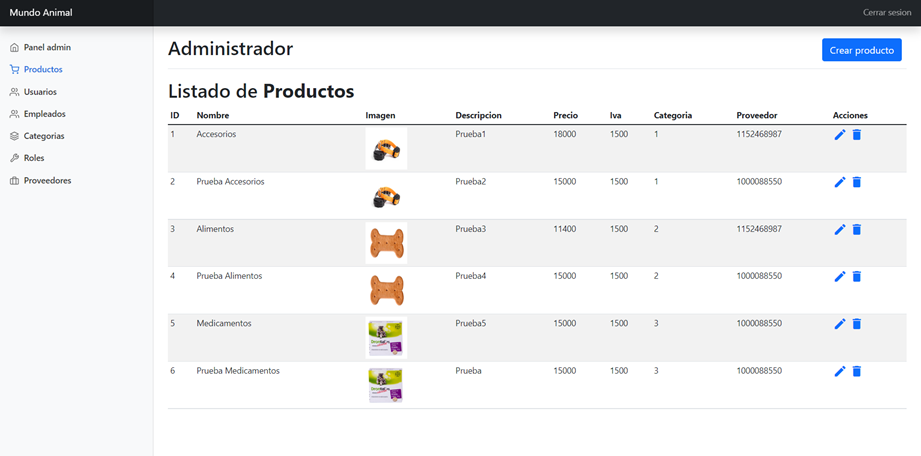 Mundo Animal
Cerrar sesion
Panel admin
Productos
Usuarios
Empleados
Categorias
Roles
Proveedores
Administrador
Crear producto
Listado de Productos
ID Nombre Imagen Descripcion Precio Iva Categoria Proveedor Acciones
1 Accesorios Prueba1 18000 1500 1 1152468987
2 Prueba Accesorios Prueba2 15000 1500 1 1000088550
3 Alimentos Prueba3 11400 1500 2 1152468987
4 Prueba Alimentos Prueba4 15000 1500 2 1000088550
5 Medicamentos Prueba5 15000 1500 3 1000088550
6 Prueba Medicamentos Prueba 15000 1500 3 1000088550